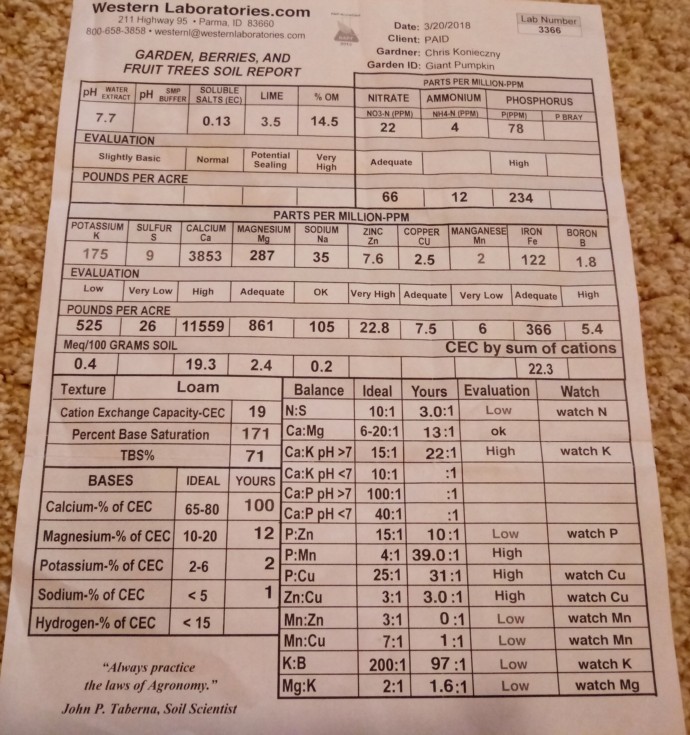 Western Laboratories.com
211 Highway 95 • Parma, ID 83660
800-658-3858 • westernl@westernlaboratories.com
GARDEN, BERRIES, AND
FRUIT TREES SOIL REPORT
Date: 3/20/2018
Client: PAID
Gardner: Chris Konieczny
Garden ID: Giant Pumpkin
Lab Number
3366
PARTS PER MILLION-PPM
pH WATER EXTRACT pH SMP BUFFER SOLUBLE SALTS (EC) LIME % OM NITRATE AMMONIUM PHOSPHORUS
NO3-N (PPM) NH4-N (PPM) P(PPM) P BRAY
7.7 0.13 3.5 14.5 22 4 78
EVALUATION
Slightly Basic Normal Potential Sealing Very High Adequate High
POUNDS PER ACRE
66 12 234
PARTS PER MILLION-PPM
POTASSIUM SULFUR CALCIUM MAGNESIUM SODIUM ZINC COPPER MANGANESE IRON BORON
K S Ca Mg Na Zn CU Mn Fe B
175 9 3853 287 35 7.6 2.5 2 122 1.8
EVALUATION
Low Very Low High Adequate OK Very High Adequate Very Low Adequate High
POUNDS PER ACRE
525 26 11559 861 105 22.8 7.5 6 366 5.4
Meq/100 GRAMS SOIL CEC by sum of cations
0.4 19.3 2.4 0.2 22.3
Texture Loam
Cation Exchange Capacity-CEC 19
Percent Base Saturation 171
TBS% 71
BASES IDEAL YOURS
Calcium-% of CEC 65-80 100
Magnesium-% of CEC 10-20 12
Potassium-% of CEC 2-6 2
Sodium-% of CEC < 5 1
Hydrogen-% of CEC < 15
Balance Ideal Yours Evaluation Watch
N:S 10:1 3.0:1 Low watch N
Ca:Mg 6-20:1 13:1 ok
Ca:K pH >7 15:1 22:1 High watch K
Ca:K pH <7 10:1 :1
Ca:P pH >7 100:1 :1
Ca:P pH <7 40:1 :1
P:Zn 15:1 10:1 Low watch P
P:Mn 4:1 39.0:1 High
P:Cu 25:1 31:1 High watch Cu
Zn:Cu 3:1 3.0:1 High watch Cu
Mn:Zn 3:1 0:1 Low watch Mn
Mn:Cu 7:1 1:1 Low watch Mn
K:B 200:1 97:1 Low watch K
Mg:K 2:1 1.6:1 Low watch Mg
"Always practice
the laws of Agronomy."
John P. Taberna, Soil Scientist